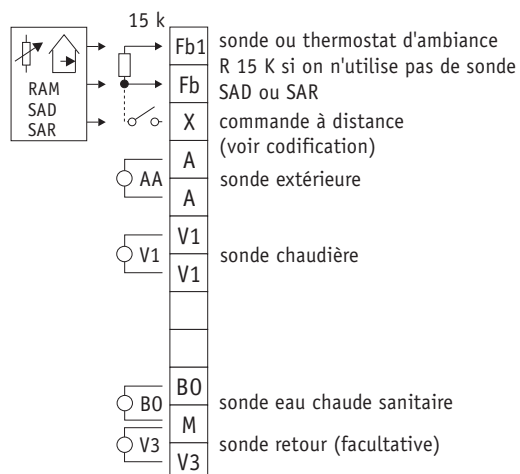 15 k
RAM
SAD
SAR
Fb1 sonde ou thermostat d'ambiance
R 15 K si on n'utilise pas de sonde
Fb SAD ou SAR
X commande à distance
(voir codification)
A
AA sonde extérieure
A
V1
V1 sonde chaudière
V1
B0
B0 sonde eau chaude sanitaire
M
V3 sonde retour (facultative)
V3